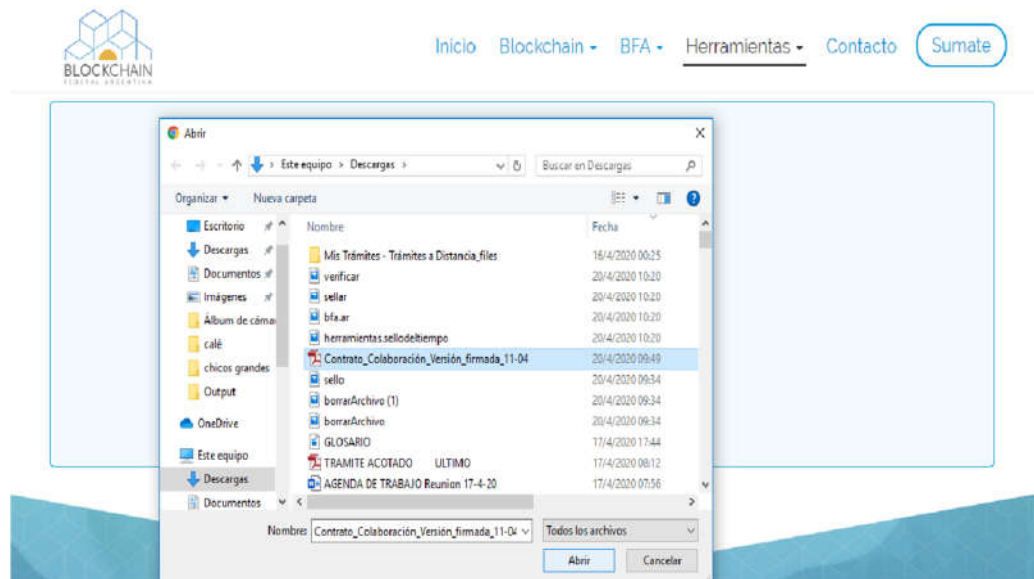 BLOCKCHAIN
FEDERAL ARGENTINA
Inicio Blockchain BFA Herramientas Contacto Sumate
Abrir
Este equipo > Descargas >
Buscar en Descargas
Organizar Nueva carpeta
Escritorio
Descargas
Documentos
Imágenes
Álbum de cámar
calé
chicos grandes
Output
OneDrive
Este equipo
Descargas
Documentos
Nombre Fecha
Mis Trámites - Trámites a Distancia_files 16/4/2020 00:25
verificar 20/4/2020 10:20
sellar 20/4/2020 10:20
bfa.ar 20/4/2020 10:20
herramientas.sellodeltiempo 20/4/2020 10:20
Contrato_Colaboración_Versión_firmada_11-04 20/4/2020 09:49
sello 20/4/2020 09:34
borrarArchivo (1) 20/4/2020 09:34
borrarArchivo 20/4/2020 09:34
GLOSARIO 17/4/2020 17:44
TRAMITE ACOTADO ULTIMO 17/4/2020 08:12
AGENDA DE TRABAJO Reunion 17-4-20 17/4/2020 07:56
Nombre: Contrato_Colaboración_Versión_firmada_11-04 Todos los archivos
Abrir Cancelar